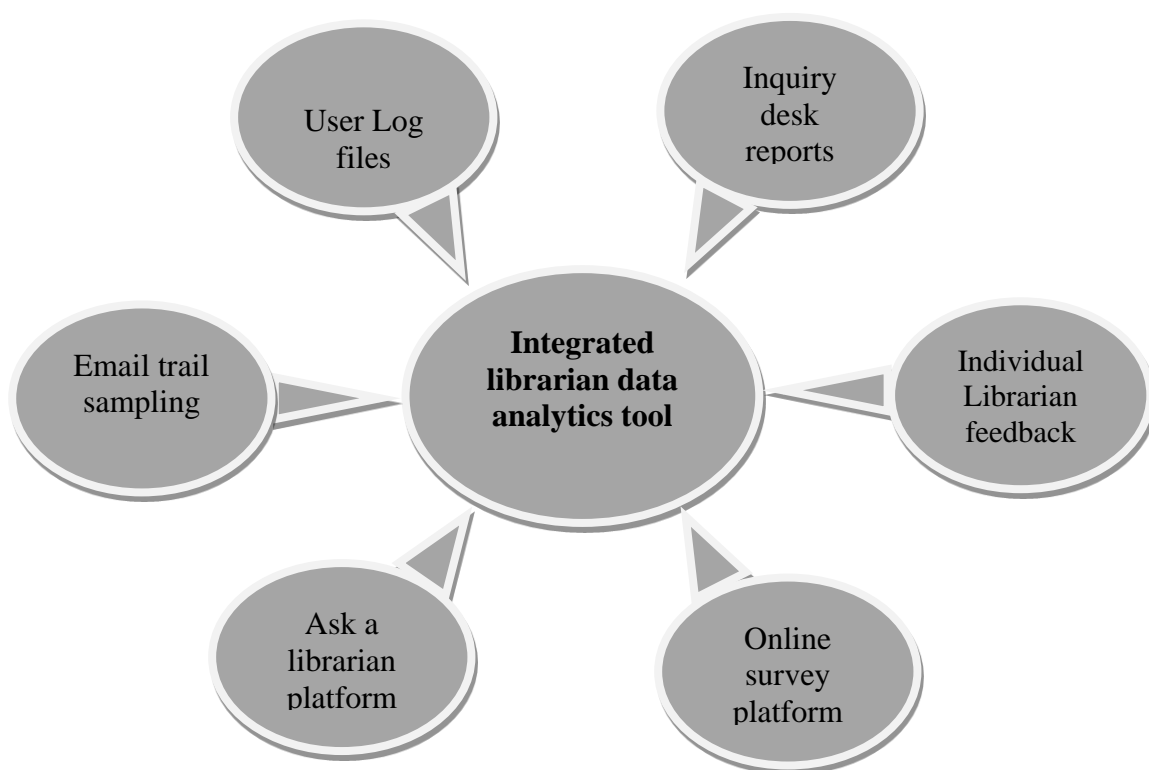 User Log
files
Inquiry
desk
reports
Email trail
sampling
Integrated
librarian data
analytics tool
Individual
Librarian
feedback
Ask a
librarian
platform
Online
survey
platform